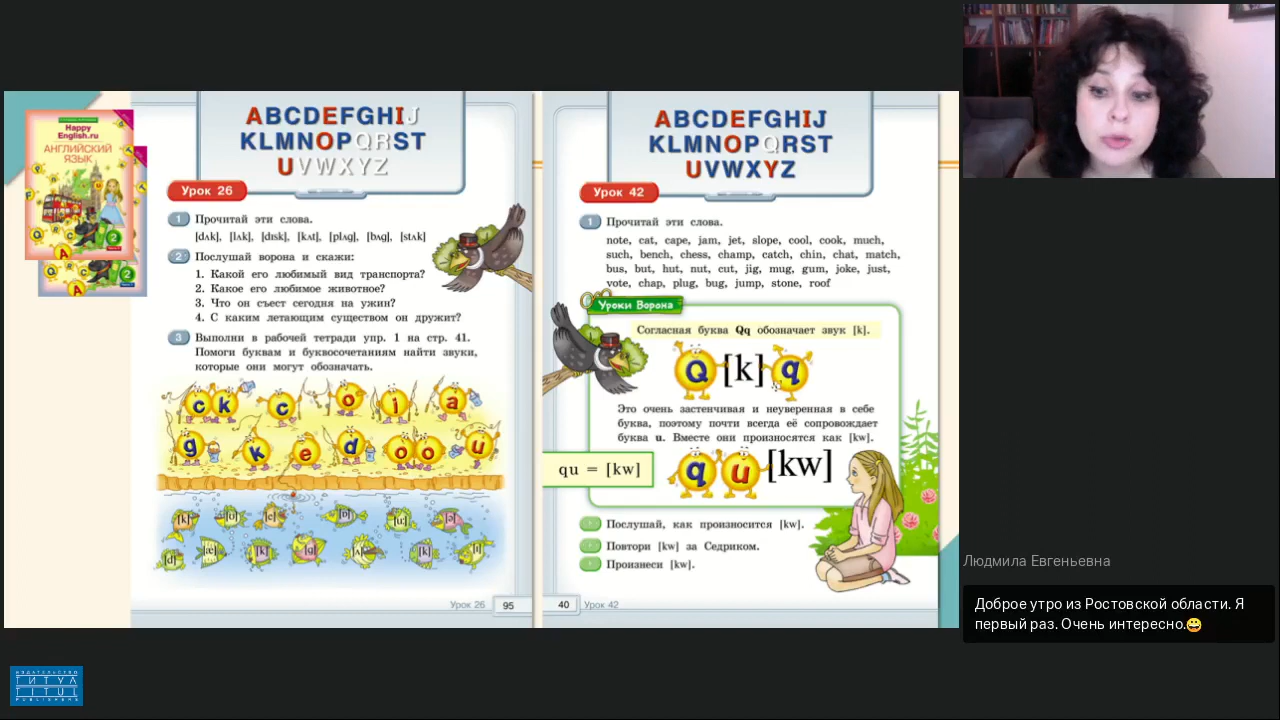 Happy
English.ru
АНГЛИЙСКИЙ
ЯЗЫК
2
2
ABCDEFGHIJ
KLMNOPQRST
UVWXYZ
Урок 26
1 Прочитай эти слова.
[dʌk], [lʌk], [dɪsk], [kʌt], [plʌg], [bʌg], [stʌk]
2 Послушай ворона и скажи:
1. Какой его любимый вид транспорта?
2. Какое его любимое животное?
3. Что он съест сегодня на ужин?
4. С каким летающим существом он дружит?
3 Выполни в рабочей тетради упр. 1 на стр. 41.
Помоги буквам и буквосочетаниям найти звуки,
которые они могут обозначать.
ck c o i a
g k e d oo u
Урок 26 95
ABCDEFGHIJ
KLMNOPQRST
UVWXYZ
Урок 42
1 Прочитай эти слова.
note, cat, cape, jam, jet, slope, cool, cook, much,
such, bench, chess, champ, catch, chin, chat, match,
bus, but, hut, nut, cut, jig, mug, gum, joke, just,
vote, chap, plug, bug, jump, stone, roof
Уроки Ворона
Согласная буква Qq обозначает звук [k].
Q [k] q
Это очень застенчивая и неуверенная в себе
буква, поэтому почти всегда её сопровождает
буква u. Вместе они произносятся как [kw].
qu = [kw]
qu [kw]
Послушай, как произносится [kw].
Повтори [kw] за Седриком.
Произнеси [kw].
40 Урок 42
Людмила Евгеньевна
Доброе утро из Ростовской области. Я
первый раз. Очень интересно.😀
ИЗДАТЕЛЬСТВО
ТИТУЛ
TITUL
PUBLISHERS